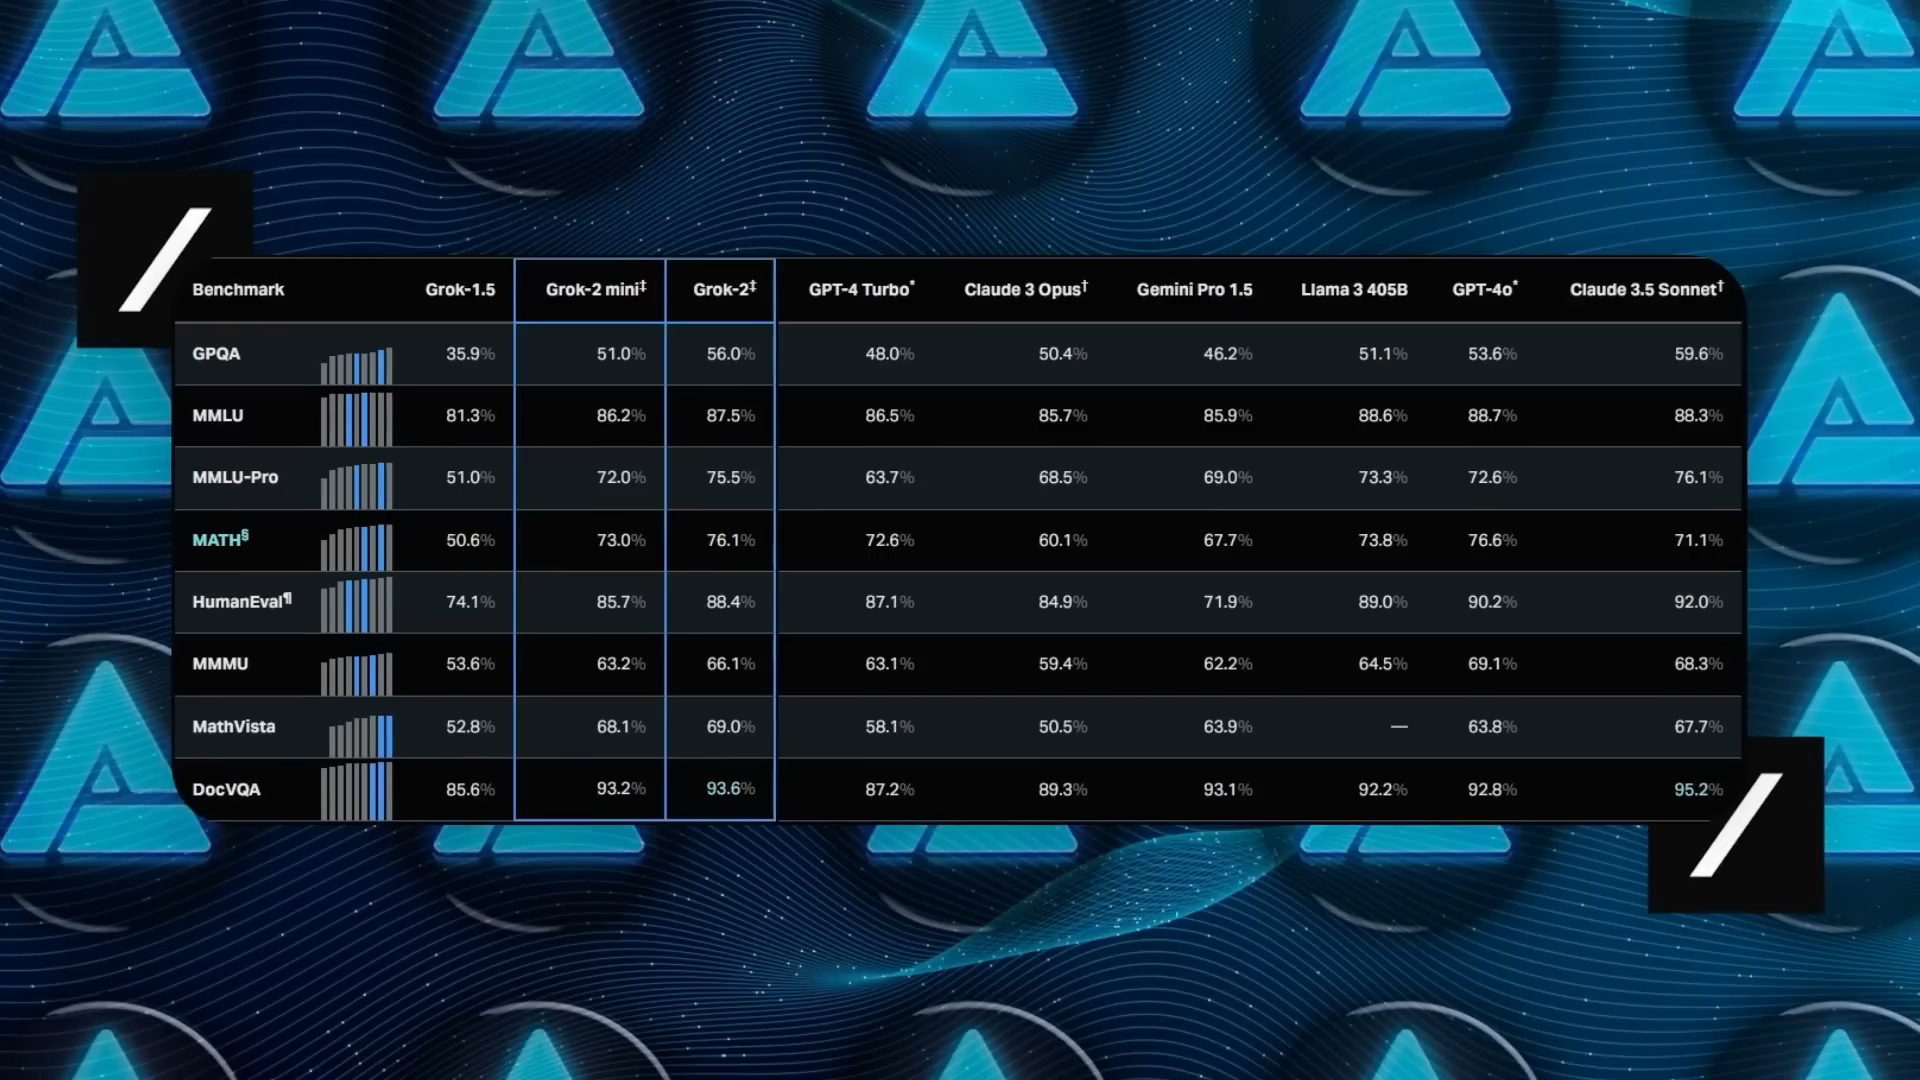 Benchmark Grok-1.5 Grok-2 mini‡ Grok-2‡ GPT-4 Turbo* Claude 3 Opus† Gemini Pro 1.5 Llama 3 405B GPT-4o* Claude 3.5 Sonnet†
GPQA 35.9% 51.0% 56.0% 48.0% 50.4% 46.2% 51.1% 53.6% 59.6%
MMLU 81.3% 86.2% 87.5% 86.5% 85.7% 85.9% 88.6% 88.7% 88.3%
MMLU-Pro 51.0% 72.0% 75.5% 63.7% 68.5% 69.0% 73.3% 72.6% 76.1%
MATH§ 50.6% 73.0% 76.1% 72.6% 60.1% 67.7% 73.8% 76.6% 71.1%
HumanEval¶ 74.1% 85.7% 88.4% 87.1% 84.9% 71.9% 89.0% 90.2% 92.0%
MMMU 53.6% 63.2% 66.1% 63.1% 59.4% 62.2% 64.5% 69.1% 68.3%
MathVista 52.8% 68.1% 69.0% 58.1% 50.5% 63.9% — 63.8% 67.7%
DocVQA 85.6% 93.2% 93.6% 87.2% 89.3% 93.1% 92.2% 92.8% 95.2%